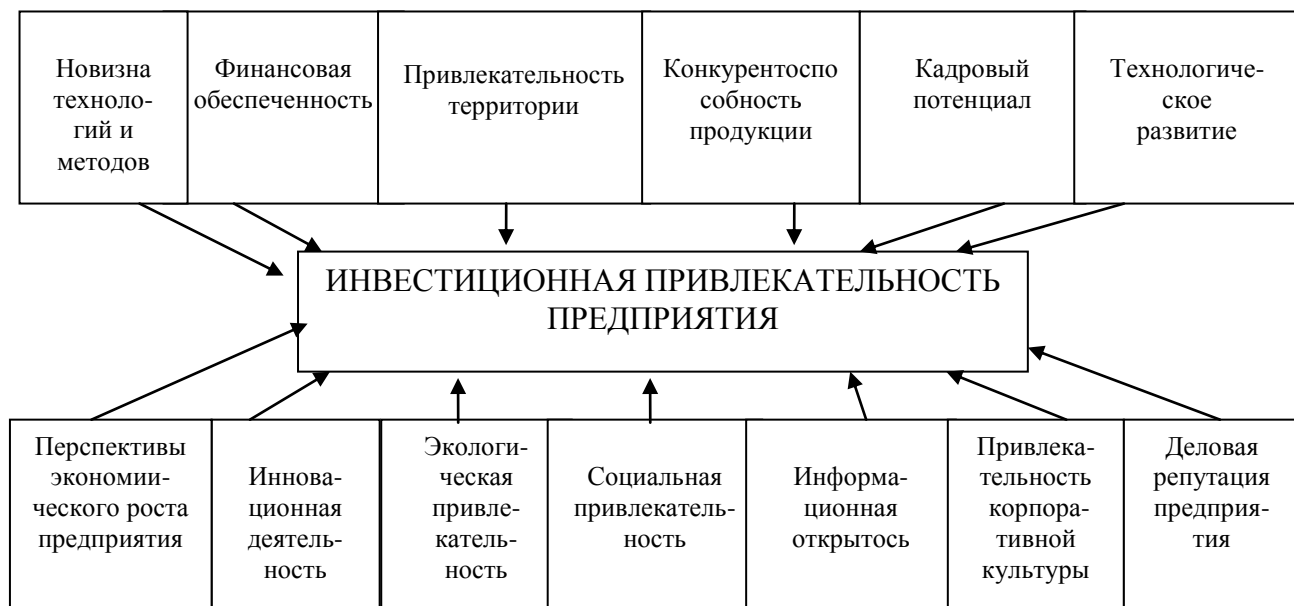 Новизна
техноло-
гий и
методов
Финансовая
обеспеченность
Привлекательность
территории
Конкурентоспо
собность
продукции
Кадровый
потенциал
Технологиче-
ское
развитие
ИНВЕСТИЦИОННАЯ ПРИВЛЕКАТЕЛЬНОСТЬ
ПРЕДПРИЯТИЯ
Перспективы
экономии-
ческого роста
предприятия
Иннова-
ционная
деятель-
ность
Экологи-
ческая
привле-
катель-
ность
Социальная
привлекатель-
ность
Информа-
ционная
открытось
Привлека-
тельность
корпора-
тивной
культуры
Деловая
репутация
предприя-
тия